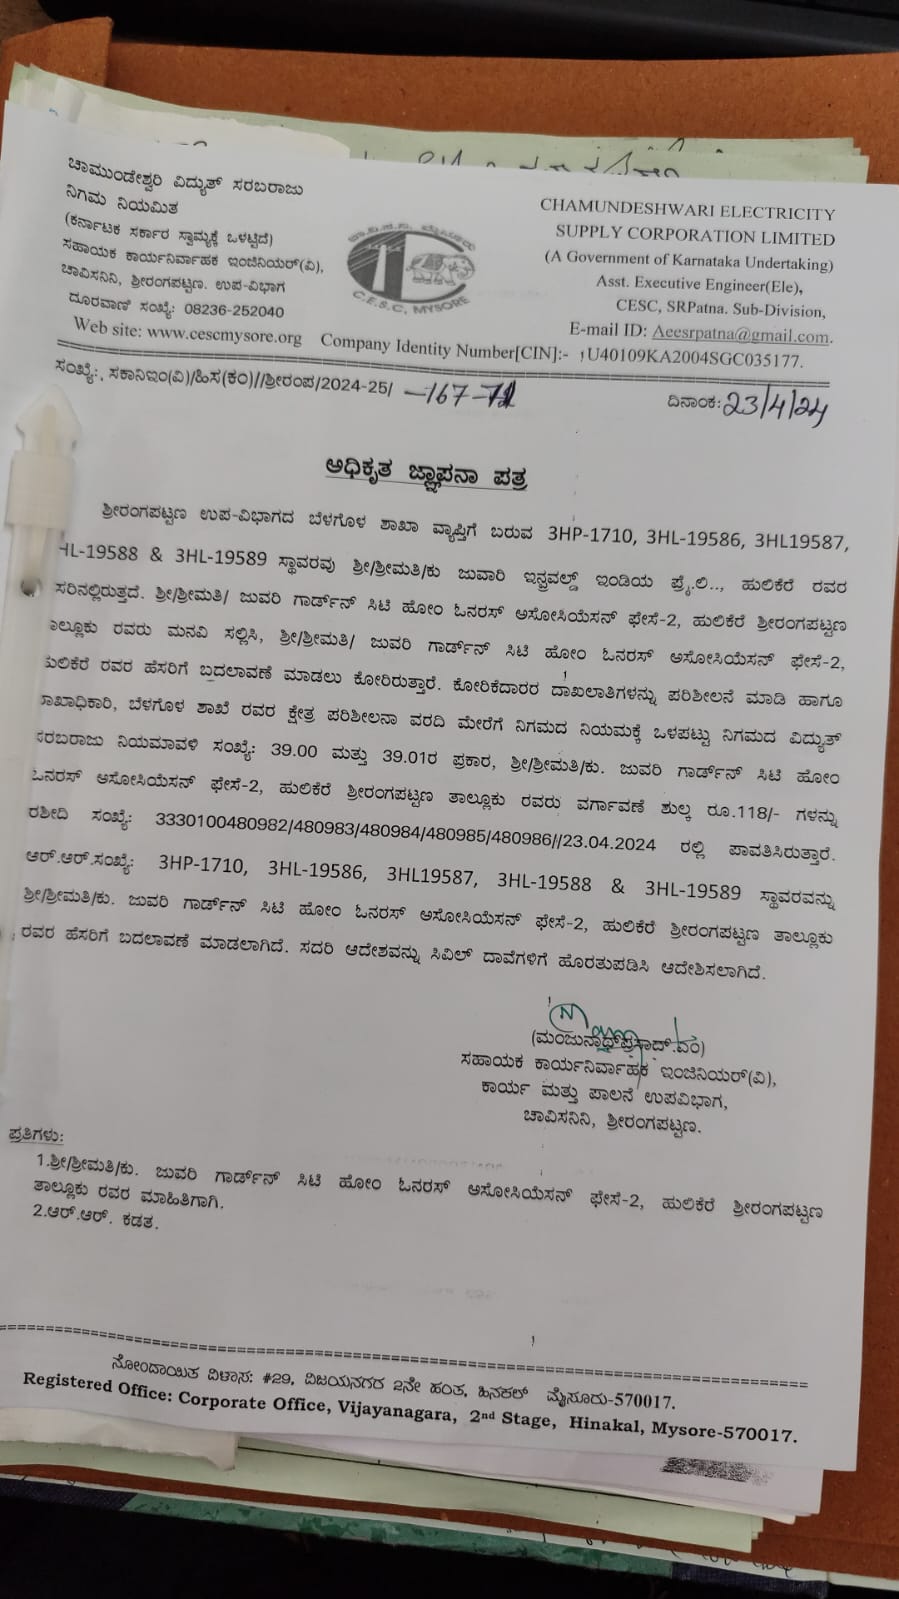 ಚಾಮುಂಡೇಶ್ವರಿ ವಿದ್ಯುತ್ ಸರಬರಾಜು
ನಿಗಮ ನಿಯಮಿತ
(ಕರ್ನಾಟಕ ಸರ್ಕಾರ ಸ್ವಾಮ್ಯಕ್ಕೆ ಒಳಟ್ಟಿದೆ)
ಸಹಾಯಕ ಕಾರ್ಯನಿರ್ವಾಹಕ ಇಂಜಿನಿಯರ್(ವಿ),
ಚಾವಿಸನಿನಿ, ಶ್ರೀರಂಗಪಟ್ಟಣ. ಉಪ-ವಿಭಾಗ
ದೂರವಾಣಿ ಸಂಖ್ಯೆ: 08236-252040
Web site: www.cescmysore.org
C.E.S.C, MYSORE
CHAMUNDESHWARI ELECTRICITY
SUPPLY CORPORATION LIMITED
(A Government of Karnataka Undertaking)
Asst. Executive Engineer(Ele),
CESC, SRPatna. Sub-Division,
E-mail ID: Aeesrpatna@gmail.com.
Company Identity Number[CIN]:- U40109KA2004SGC035177.
ಸಂಖ್ಯೆ:, ಸಕಾನಿಇಂ(ವಿ)/ಹಿಸ(ಕಂ)//ಶ್ರೀರಂಪ/2024-25/ -167-
ದಿನಾಂಕ: 23/4/24
ಅಧಿಕೃತ ಜ್ಞಾಪನಾ ಪತ್ರ
ಶ್ರೀರಂಗಪಟ್ಟಣ ಉಪ-ವಿಭಾಗದ ಬೆಳಗೊಳ ಶಾಖಾ ವ್ಯಾಪ್ತಿಗೆ ಬರುವ 3HP-1710, 3HL-19586, 3HL19587,
HL-19588 & 3HL-19589 ಸ್ಥಾವರವು ಶ್ರೀ/ಶ್ರೀಮತಿ/ಕು ಜುವಾರಿ ಇನ್ಫ್ರಾವರ್ಲ್ಡ್ ಇಂಡಿಯ ಪ್ರೈ.ಲಿ.., ಹುಲಿಕೆರೆ ರವರ
ಸರಿನಲ್ಲಿರುತ್ತದೆ. ಶ್ರೀ/ಶ್ರೀಮತಿ/ ಜುವರಿ ಗಾರ್ಡ್‌ನ್ ಸಿಟಿ ಹೋಂ ಓನರಸ್ ಅಸೋಸಿಯೆಸನ್ ಫೇಸೆ-2, ಹುಲಿಕೆರೆ ಶ್ರೀರಂಗಪಟ್ಟಣ
ಾಲ್ಲೂಕು ರವರು ಮನವಿ ಸಲ್ಲಿಸಿ, ಶ್ರೀ/ಶ್ರೀಮತಿ/ ಜುವರಿ ಗಾರ್ಡ್‌ನ್ ಸಿಟಿ ಹೋಂ ಓನರಸ್ ಅಸೋಸಿಯೆಸನ್ ಫೇಸೆ-2,
ಹುಲಿಕೆರೆ ರವರ ಹೆಸರಿಗೆ ಬದಲಾವಣೆ ಮಾಡಲು ಕೋರಿರುತ್ತಾರೆ. ಕೋರಿಕೆದಾರರ ದಾಖಲಾತಿಗಳನ್ನು ಪರಿಶೀಲನೆ ಮಾಡಿ ಹಾಗೂ
ಶಾಖಾಧಿಕಾರಿ, ಬೆಳಗೊಳ ಶಾಖೆ ರವರ ಕ್ಷೇತ್ರ ಪರಿಶೀಲನಾ ವರದಿ ಮೇರೆಗೆ ನಿಗಮದ ನಿಯಮಕ್ಕೆ ಒಳಪಟ್ಟು ನಿಗಮದ ವಿದ್ಯುತ್
ಸರಬರಾಜು ನಿಯಮಾವಳಿ ಸಂಖ್ಯೆ: 39.00 ಮತ್ತು 39.01ರ ಪ್ರಕಾರ, ಶ್ರೀ/ಶ್ರೀಮತಿ/ಕು. ಜುವರಿ ಗಾರ್ಡ್‌ನ್ ಸಿಟಿ ಹೋಂ
ಓನರಸ್ ಅಸೋಸಿಯೆಸನ್ ಫೇಸೆ-2, ಹುಲಿಕೆರೆ ಶ್ರೀರಂಗಪಟ್ಟಣ ತಾಲ್ಲೂಕು ರವರು ವರ್ಗಾವಣೆ ಶುಲ್ಕ ರೂ.118/- ಗಳನ್ನು
ರಶೀದಿ ಸಂಖ್ಯೆ: 3330100480982/480983/480984/480985/480986//23.04.2024 ರಲ್ಲಿ ಪಾವತಿಸಿರುತ್ತಾರೆ.
ಆರ್.ಆರ್.ಸಂಖ್ಯೆ: 3HP-1710, 3HL-19586, 3HL19587, 3HL-19588 & 3HL-19589 ಸ್ಥಾವರವನ್ನು
ಶ್ರೀ/ಶ್ರೀಮತಿ/ಕು. ಜುವರಿ ಗಾರ್ಡ್‌ನ್ ಸಿಟಿ ಹೋಂ ಓನರಸ್ ಅಸೋಸಿಯೆಸನ್ ಫೇಸೆ-2, ಹುಲಿಕೆರೆ ಶ್ರೀರಂಗಪಟ್ಟಣ ತಾಲ್ಲೂಕು
ರವರ ಹೆಸರಿಗೆ ಬದಲಾವಣೆ ಮಾಡಲಾಗಿದೆ. ಸದರಿ ಆದೇಶವನ್ನು ಸಿವಿಲ್ ದಾವೆಗಳಿಗೆ ಹೊರತುಪಡಿಸಿ ಆದೇಶಿಸಲಾಗಿದೆ.
(ಮಂಜುನಾಥ್‌ಪ್ರಸಾದ್.ಎಂ)
ಸಹಾಯಕ ಕಾರ್ಯನಿರ್ವಾಹಕ ಇಂಜಿನಿಯರ್(ವಿ),
ಕಾರ್ಯ ಮತ್ತು ಪಾಲನೆ ಉಪವಿಭಾಗ,
ಚಾವಿಸನಿನಿ, ಶ್ರೀರಂಗಪಟ್ಟಣ.
ಪ್ರತಿಗಳು:
1.ಶ್ರೀ/ಶ್ರೀಮತಿ/ಕು. ಜುವರಿ ಗಾರ್ಡ್‌ನ್ ಸಿಟಿ ಹೋಂ ಓನರಸ್ ಅಸೋಸಿಯೆಸನ್ ಫೇಸೆ-2, ಹುಲಿಕೆರೆ ಶ್ರೀರಂಗಪಟ್ಟಣ
ತಾಲ್ಲೂಕು ರವರ ಮಾಹಿತಿಗಾಗಿ.
2.ಆರ್.ಆರ್. ಕಡತ.
ನೋಂದಾಯಿತ ವಿಳಾಸ: #29, ವಿಜಯನಗರ 2ನೇ ಹಂತ, ಹಿನಕಲ್ ಮೈಸೂರು-570017.
Registered Office: Corporate Office, Vijayanagara, 2nd Stage, Hinakal, Mysore-570017.